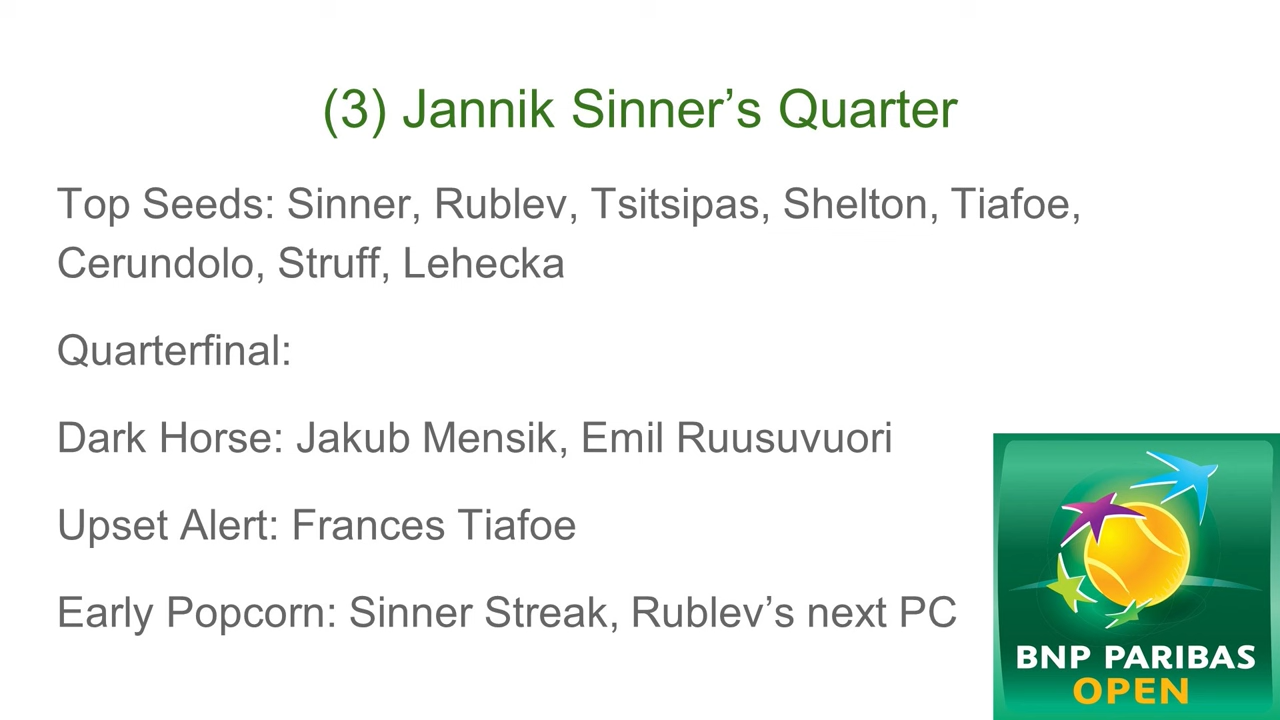 (3) Jannik Sinner’s Quarter
Top Seeds: Sinner, Rublev, Tsitsipas, Shelton, Tiafoe,
Cerundolo, Struff, Lehecka
Quarterfinal:
Dark Horse: Jakub Mensik, Emil Ruusuvuori
Upset Alert: Frances Tiafoe
Early Popcorn: Sinner Streak, Rublev’s next PC
BNP PARIBAS
OPEN